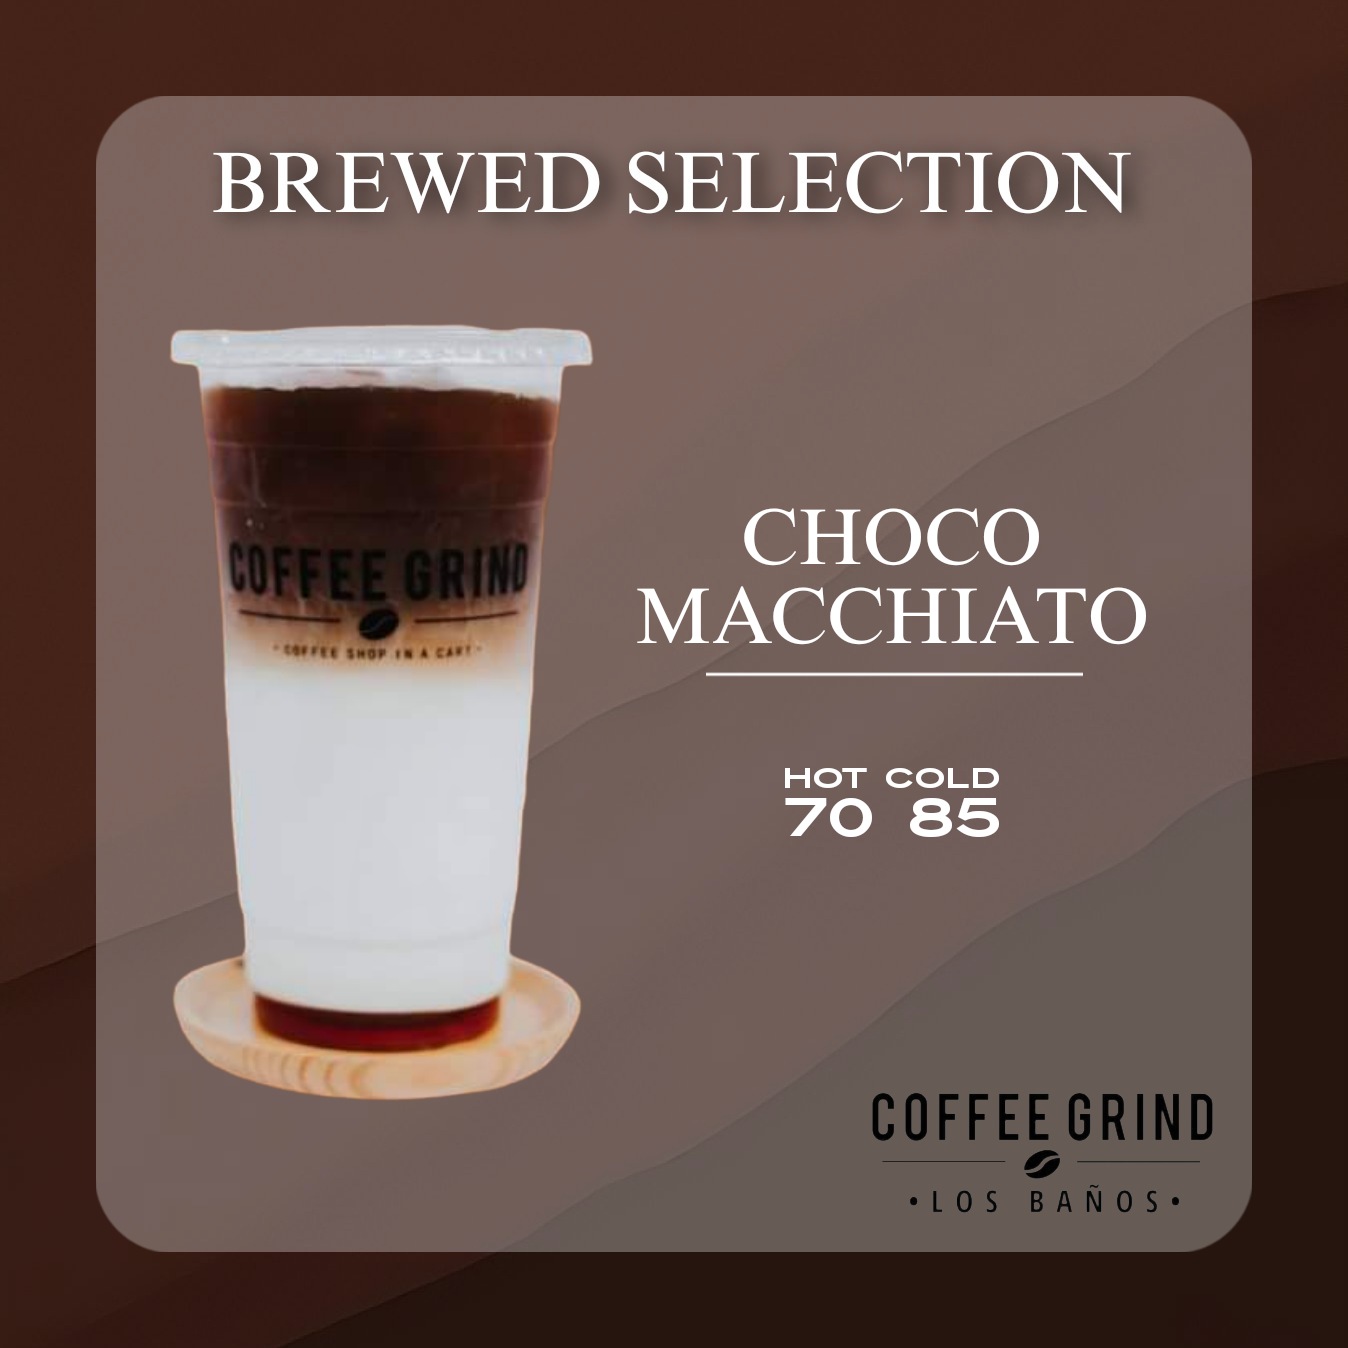 BREWED SELECTION
COFFEE GRIND
• COFFEE SHOP IN A CART •
CHOCO
MACCHIATO
HOT COLD
70 85
COFFEE GRIND
•LOS BAÑOS•